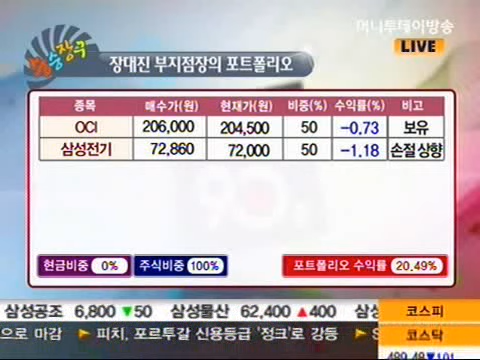 머니투데이방송
LIVE
장대진 부지점장의 포트폴리오
종목 매수가(원) 현재가(원) 비중(%) 수익률(%) 비고
OCI 206,000 204,500 50 -0.73 보유
삼성전기 72,860 72,000 50 -1.18 손절 상향
현금비중 0% 주식비중 100% 포트폴리오 수익률 20.49%
삼성공조 6,800 ▼50 삼성물산 62,400 ▲400 삼성 코스피
으로 마감 ▶ 피치, 포르투갈 신용등급 '정크'로 강등 ▶ S 코스닥